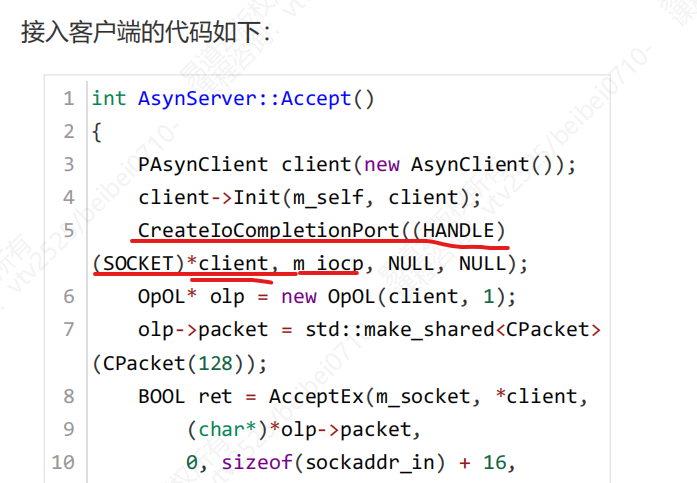 接入客户端的代码如下:
1 int AsynServer::Accept()
2 {
3 PAsynClient client(new AsynClient());
4 client->Init(m_self, client);
5 CreateIoCompletionPort((HANDLE)
(SOCKET)*client, m_iocp, NULL, NULL);
6 OpOL* olp = new OpOL(client, 1);
7 olp->packet = std::make_shared<CPacket>
(CPacket(128));
8 BOOL ret = AcceptEx(m_socket, *client,
9 (char*)*olp->packet,
10 0, sizeof(sockaddr_in) + 16,